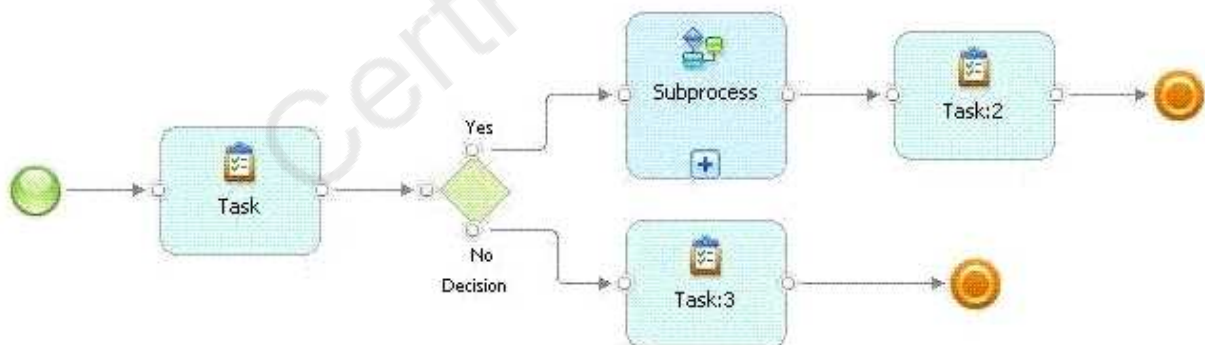 Task
Yes
No
Decision
Subprocess
Task:2
Task:3